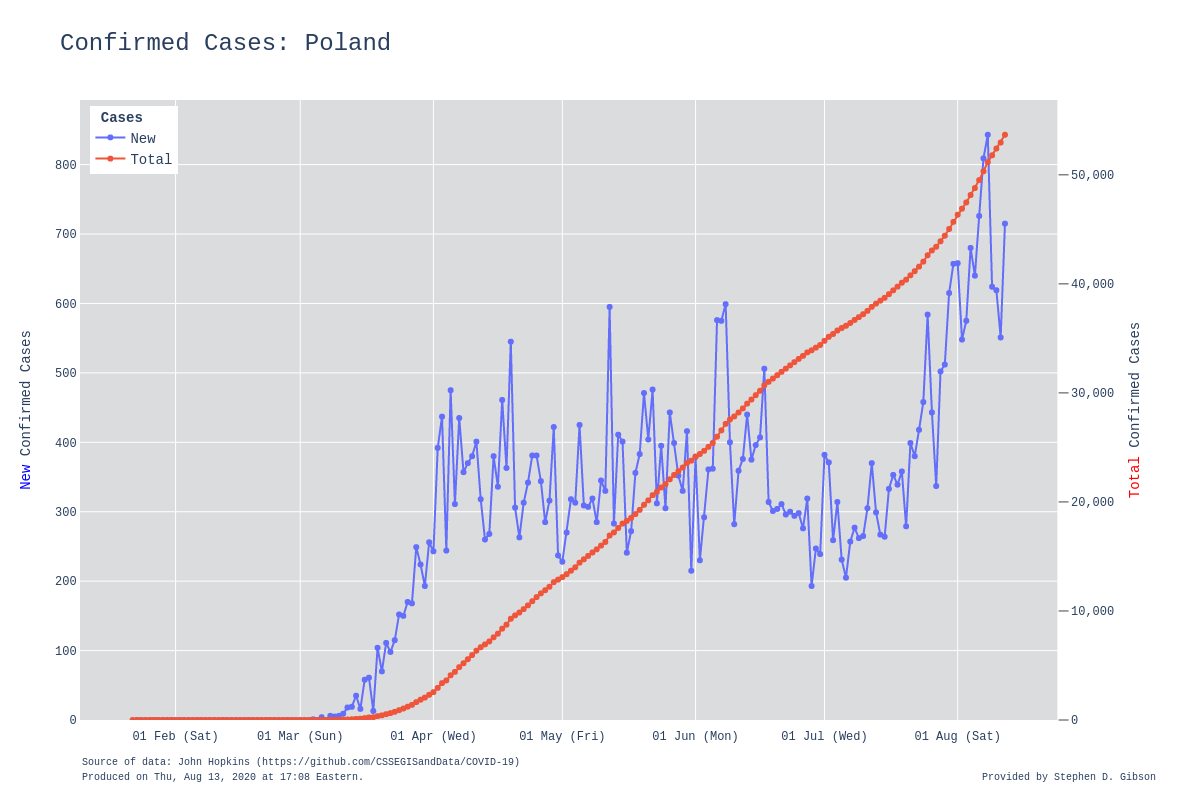 Confirmed Cases: Poland
Cases
New
Total
800
700
600
500
400
300
200
100
0
50,000
40,000
30,000
20,000
10,000
0
New Confirmed Cases
Total Confirmed Cases
01 Feb (Sat)
01 Mar (Sun)
01 Apr (Wed)
01 May (Fri)
01 Jun (Mon)
01 Jul (Wed)
01 Aug (Sat)
Source of data: John Hopkins (https://github.com/CSSEGISandData/COVID-19)
Produced on Thu, Aug 13, 2020 at 17:08 Eastern.
Provided by Stephen D. Gibson